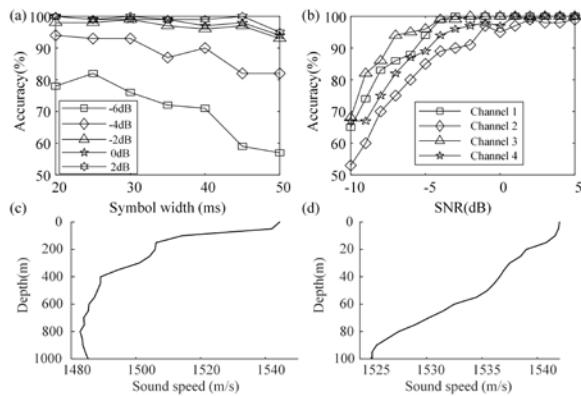 (a)
100
90
80
70
60
50
Accuracy(%)
-6dB
-4dB
-2dB
0dB
2dB
20 30 40 50
Symbol width (ms)
(b)
100
90
80
70
60
50
Accuracy(%)
Channel 1
Channel 2
Channel 3
Channel 4
-10 -5 0 5
SNR(dB)
(c)
0
200
400
600
800
1000
Depth(m)
1480 1500 1520 1540
Sound speed (m/s)
(d)
0
20
40
60
80
100
Depth(m)
1525 1530 1535 1540
Sound speed (m/s)